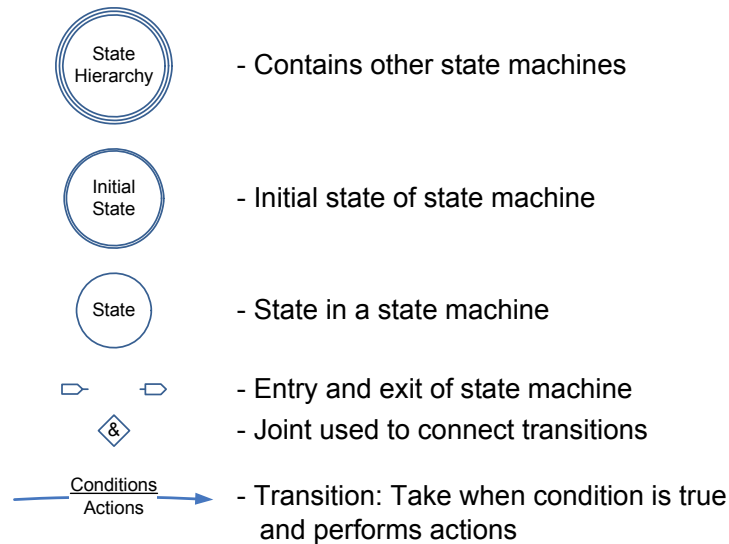 State
Hierarchy
- Contains other state machines
Initial
State
- Initial state of state machine
State
- State in a state machine
- Entry and exit of state machine
&
- Joint used to connect transitions
Conditions
Actions
- Transition: Take when condition is true
and performs actions